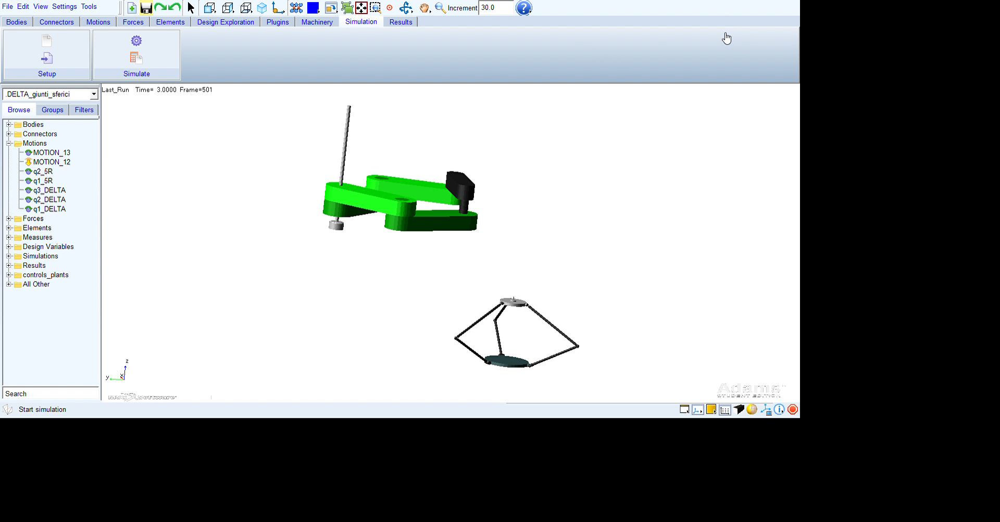 File Edit View Settings Tools
Increment 30.0
Bodies Connectors Motions Forces Elements Design Exploration Plugins Machinery Simulation Results
Setup Simulate
.DELTA_giunti_sferici
Last_Run Time= 3.0000 Frame=501
Browse Groups Filters
Bodies
Connectors
Motions
MOTION_13
MOTION_12
q2_5R
q1_5R
q3_DELTA
q2_DELTA
q1_DELTA
Forces
Elements
Measures
Design Variables
Simulations
Results
controls_plants
All Other
z
y x
Adams
STUDENT EDITION
Search
Start simulation